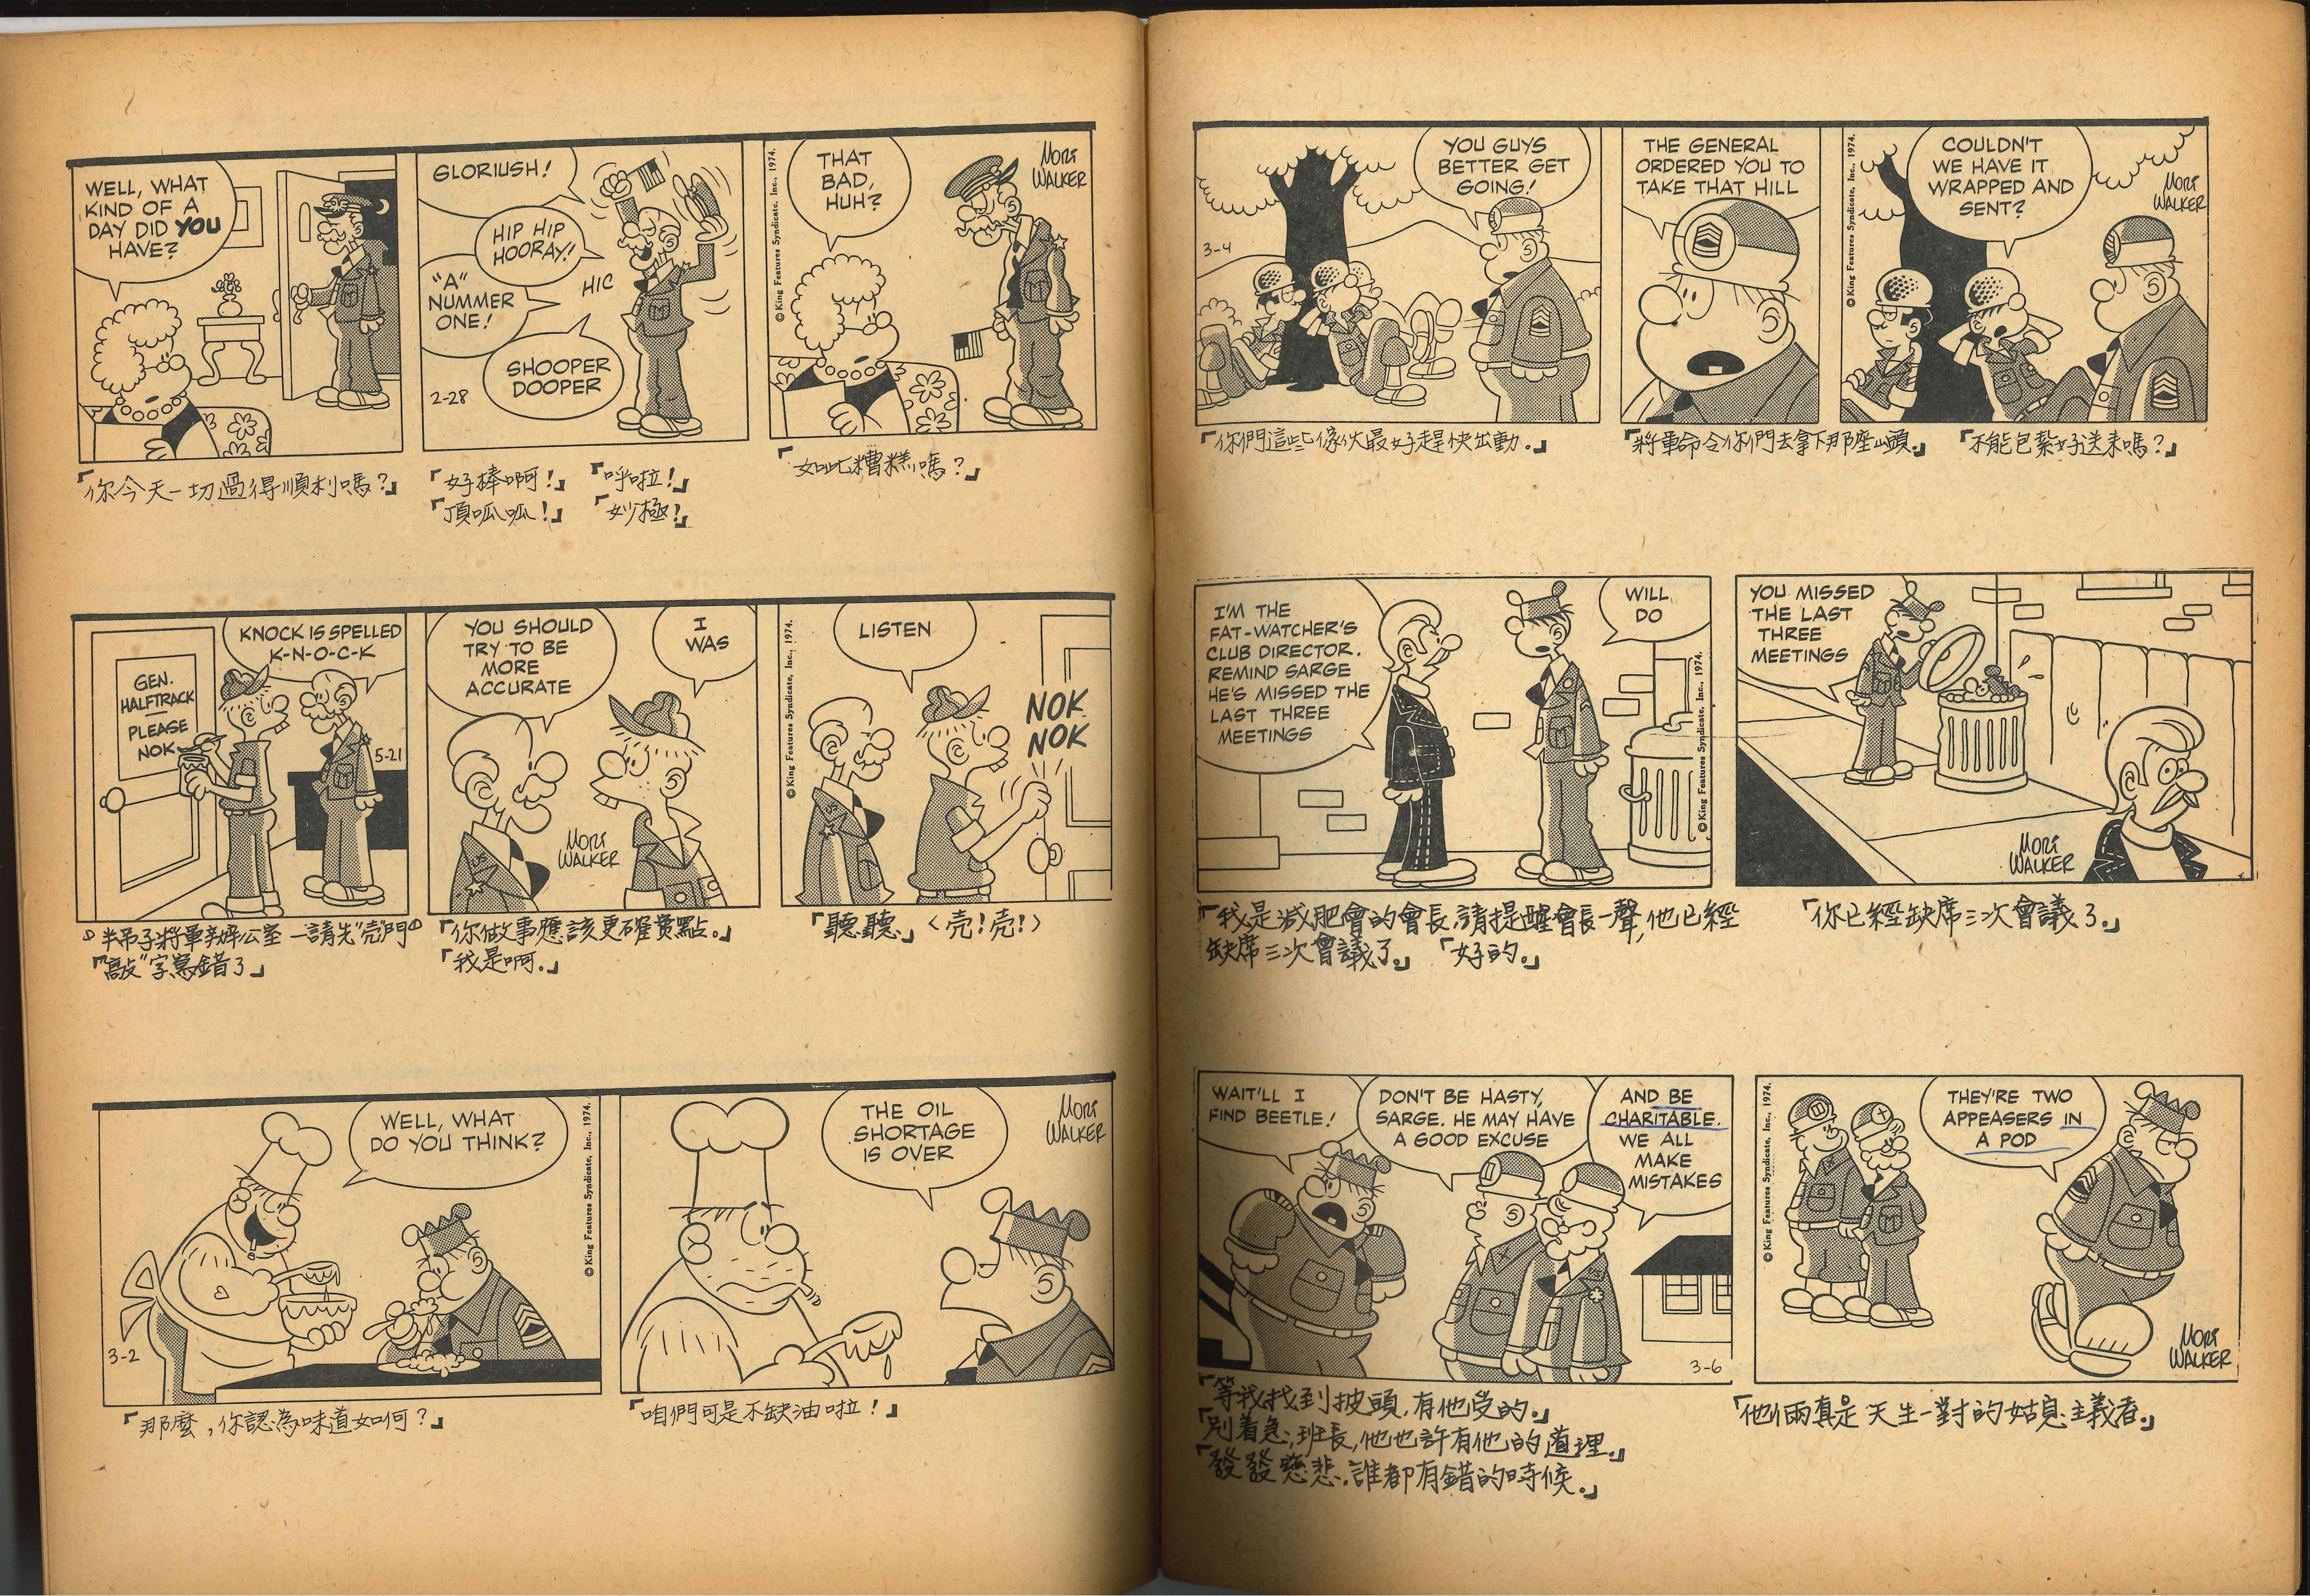 WELL, WHAT
KIND OF A
DAY DID YOU
HAVE?
GLORIUSH!
HIP HIP
HOORAY!
"A"
NUMMER
ONE!
HIC
SHOOPER
DOOPER
2-28
THAT
BAD,
HUH?
© King Features Syndicate, Inc., 1974.
MORT
WALKER
「你今天一切過得順利嗎?」
「好棒啊!」 「呼啦!」
「頂呱呱!」 「妙極!」
「如此糟糕嗎?」
KNOCK IS SPELLED
K-N-O-C-K
GEN.
HALFTRACK
PLEASE
NOK
5-21
YOU SHOULD
TRY TO BE
MORE
ACCURATE
I
WAS
MORT
WALKER
© King Features Syndicate, Inc., 1974.
LISTEN
NOK
NOK
半吊子將軍辦公室—請先"壳"門
「"敲"字寫錯了」
「你做事應該更確實點。」
「我是啊.」
「聽聽.」〈壳!壳!〉
WELL, WHAT
DO YOU THINK?
3-2
© King Features Syndicate, Inc., 1974.
THE OIL
SHORTAGE
IS OVER
MORT
WALKER
「那麼,你認為味道如何?」
「咱們可是不缺油啦!」
YOU GUYS
BETTER GET
GOING!
3-4
THE GENERAL
ORDERED YOU TO
TAKE THAT HILL
© King Features Syndicate, Inc., 1974.
COULDN'T
WE HAVE IT
WRAPPED AND
SENT?
MORT
WALKER
「你們這些傢伙最好趕快出動.」
「將軍命令你們去拿下那座山頭.」
「不能包紮好送來嗎?」
I'M THE
FAT-WATCHER'S
CLUB DIRECTOR.
REMIND SARGE
HE'S MISSED THE
LAST THREE
MEETINGS
WILL
DO
© King Features Syndicate, Inc., 1974.
YOU MISSED
THE LAST
THREE
MEETINGS
MORT
WALKER
「我是減肥會的會長,請提醒會長一聲,他已經
缺席三次會議了.」 「好的.」
「你已經缺席三次會議了.」
WAIT'LL I
FIND BEETLE!
DON'T BE HASTY,
SARGE. HE MAY HAVE
A GOOD EXCUSE
AND BE
CHARITABLE.
WE ALL
MAKE
MISTAKES
3-6
© King Features Syndicate, Inc., 1974.
THEY'RE TWO
APPEASERS IN
A POD
MORT
WALKER
「等我找到披頭,有他受的.」
「別着急,班長,他也許有他的道理.」
「發發慈悲.誰都有錯的時候.」
「他倆真是天生一對的姑息主義者.」